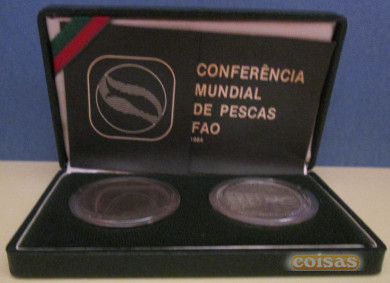 CONFERÊNCIA
MUNDIAL
DE PESCAS
FAO
1984
coisas